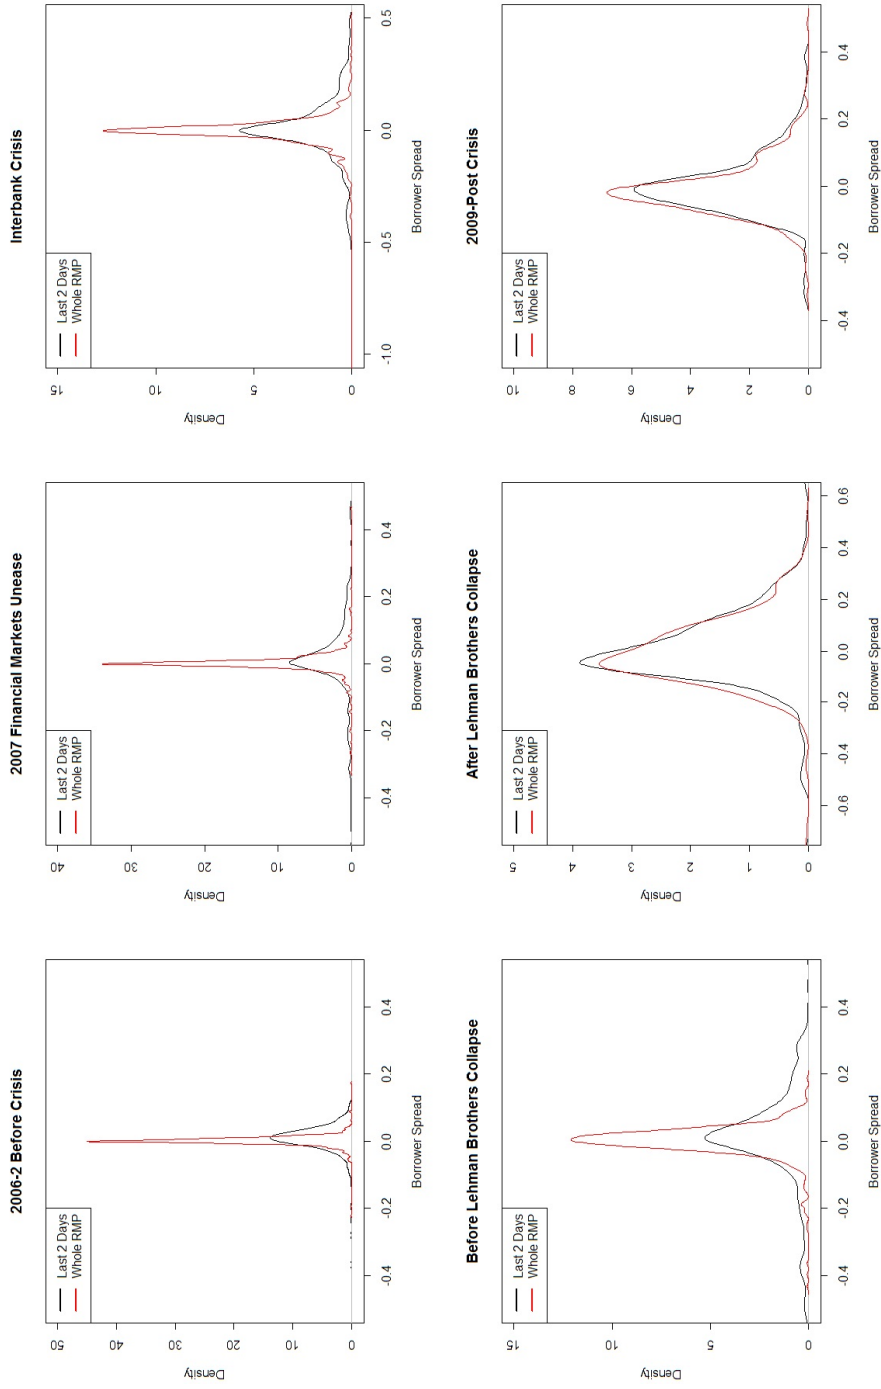 2006-2 Before Crisis
Last 2 Days
Whole RMP
50
40
30
20
10
0
Density
-0.4
-0.2
0.0
0.2
0.4
Borrower Spread
2007 Financial Markets Unease
Last 2 Days
Whole RMP
40
30
20
10
0
Density
-0.4
-0.2
0.0
0.2
0.4
Borrower Spread
Interbank Crisis
Last 2 Days
Whole RMP
15
10
5
0
Density
-1.0
-0.5
0.0
0.5
Borrower Spread
Before Lehman Brothers Collapse
Last 2 Days
Whole RMP
15
10
5
0
Density
-0.4
-0.2
0.0
0.2
0.4
Borrower Spread
After Lehman Brothers Collapse
Last 2 Days
Whole RMP
5
4
3
2
1
0
Density
-0.6
-0.4
-0.2
0.0
0.2
0.4
0.6
Borrower Spread
2009-Post Crisis
Last 2 Days
Whole RMP
10
8
6
4
2
0
Density
-0.4
-0.2
0.0
0.2
0.4
Borrower Spread